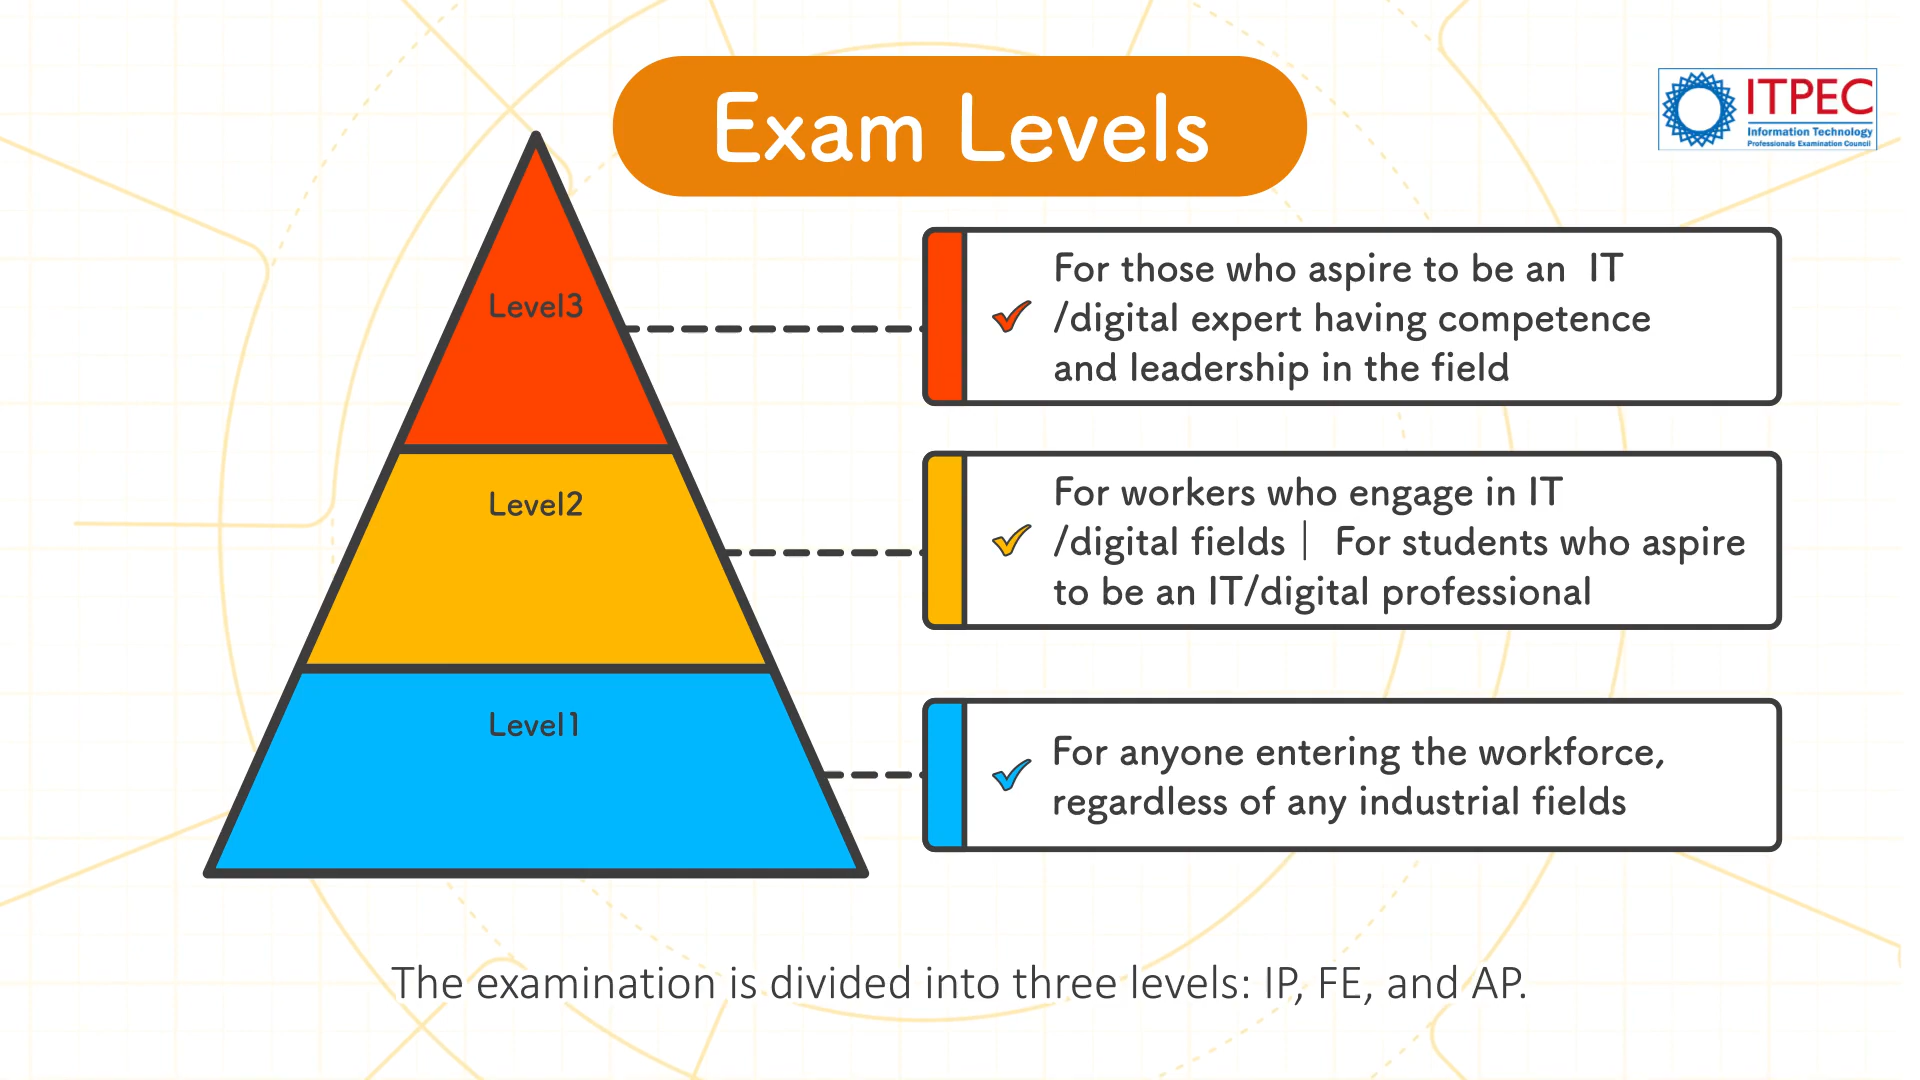 Exam Levels
ITPEC
Information Technology
Professionals Examination Council
Level3
For those who aspire to be an IT
/digital expert having competence
and leadership in the field
Level2
For workers who engage in IT
/digital fields｜ For students who aspire
to be an IT/digital professional
Level1
For anyone entering the workforce,
regardless of any industrial fields
The examination is divided into three levels: IP, FE, and AP.